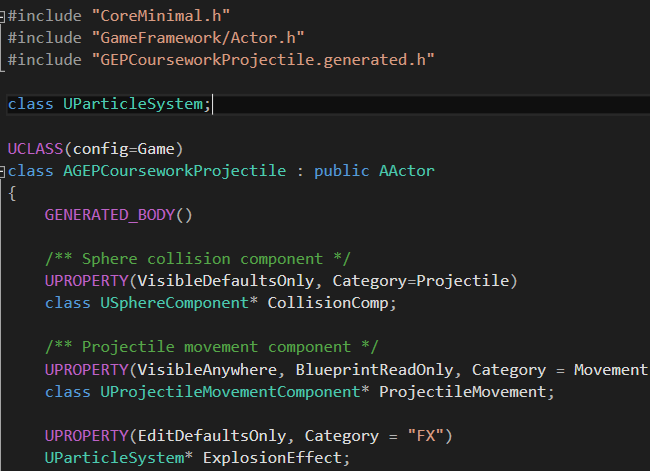 #include "CoreMinimal.h"
#include "GameFramework/Actor.h"
#include "GEPCourseworkProjectile.generated.h"
class UParticleSystem;
UCLASS(config=Game)
class AGEPCourseworkProjectile : public AActor
{
GENERATED_BODY()
/** Sphere collision component */
UPROPERTY(VisibleDefaultsOnly, Category=Projectile)
class USphereComponent* CollisionComp;
/** Projectile movement component */
UPROPERTY(VisibleAnywhere, BlueprintReadOnly, Category = Movement
class UProjectileMovementComponent* ProjectileMovement;
UPROPERTY(EditDefaultsOnly, Category = "FX")
UParticleSystem* ExplosionEffect;